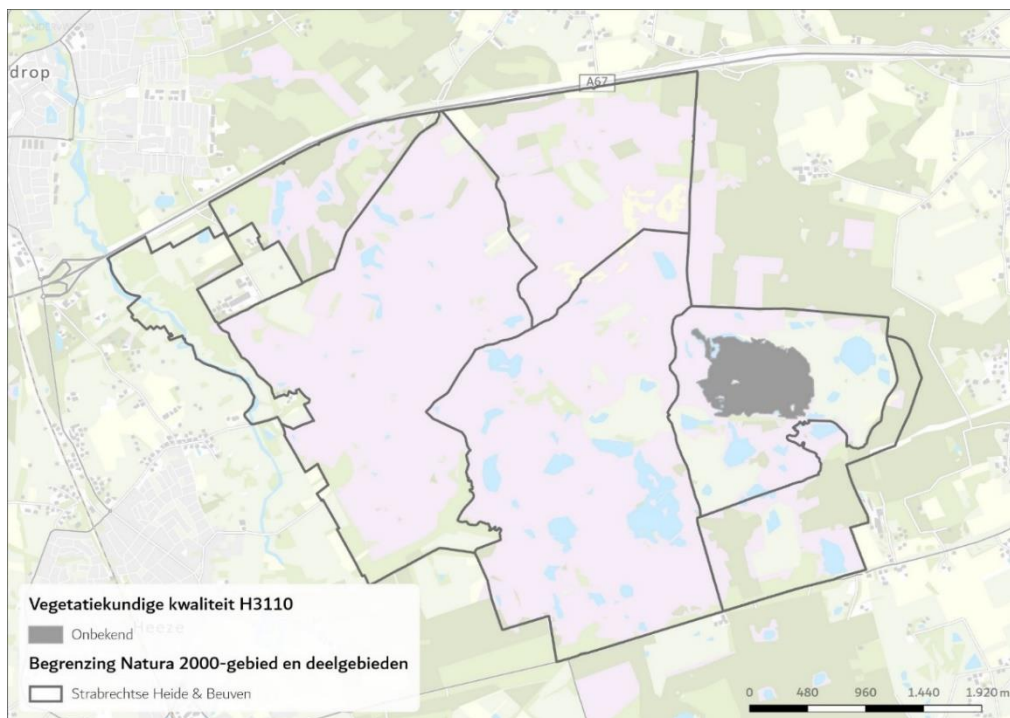 drop
A67
Vegetatiekundige kwaliteit H3110
Heeze
Onbekend
Begrenzing Natura 2000-gebied en deelgebieden
Strabrechtse Heide & Beuven
0 480 960 1.440 1.920 m